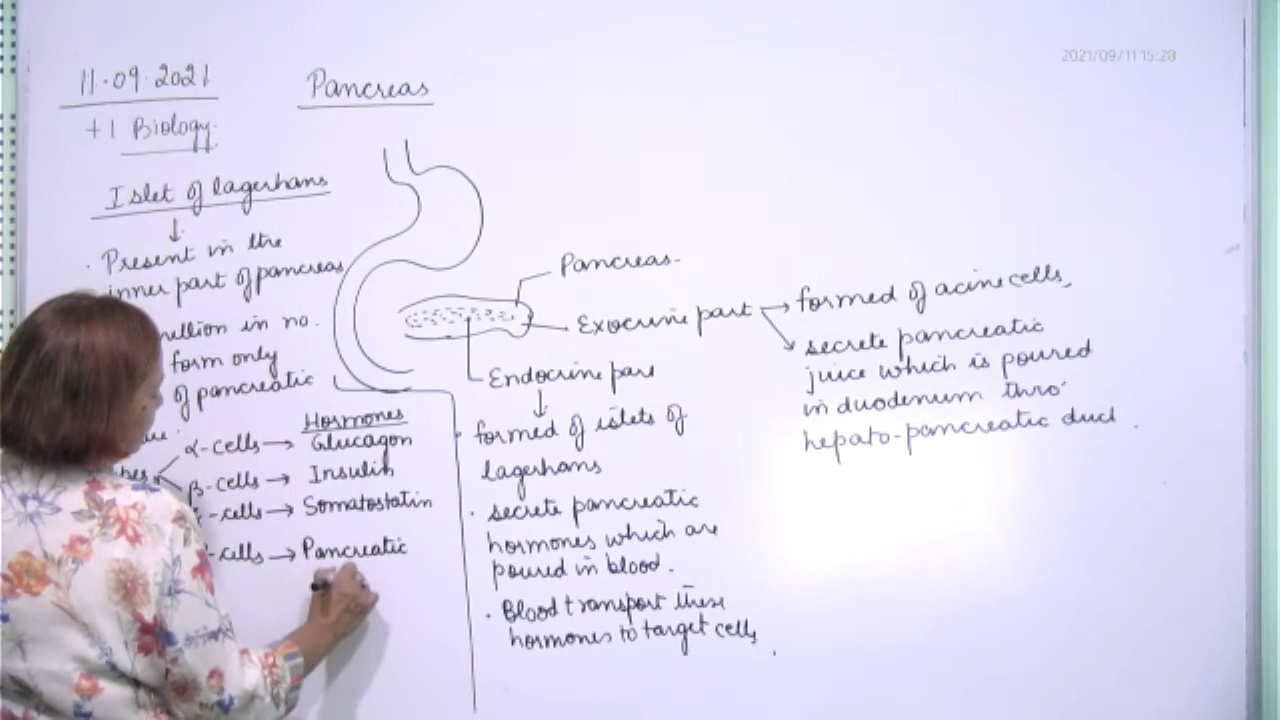 2021/09/11 15:28
11.09.2021
+1 Biology.
Pancreas
Islet of lagerhans
↓
. Present in the
inner part of pancreas
in no.
form only
of pancreatic
Hormones
α-cells → Glucagon
β-cells → Insulin
-cells → Somatostatin
-cells → Pancreatic
Pancreas.
Exocrine part → formed of acine cells.
secrete pancreatic
juice which is poured
in duodenum thro'
hepato-pancreatic duct.
Endocrine part
↓
. formed of islets of
lagerhans
. secrete pancreatic
hormones which are
poured in blood.
. Blood transport these
hormones to target cells.